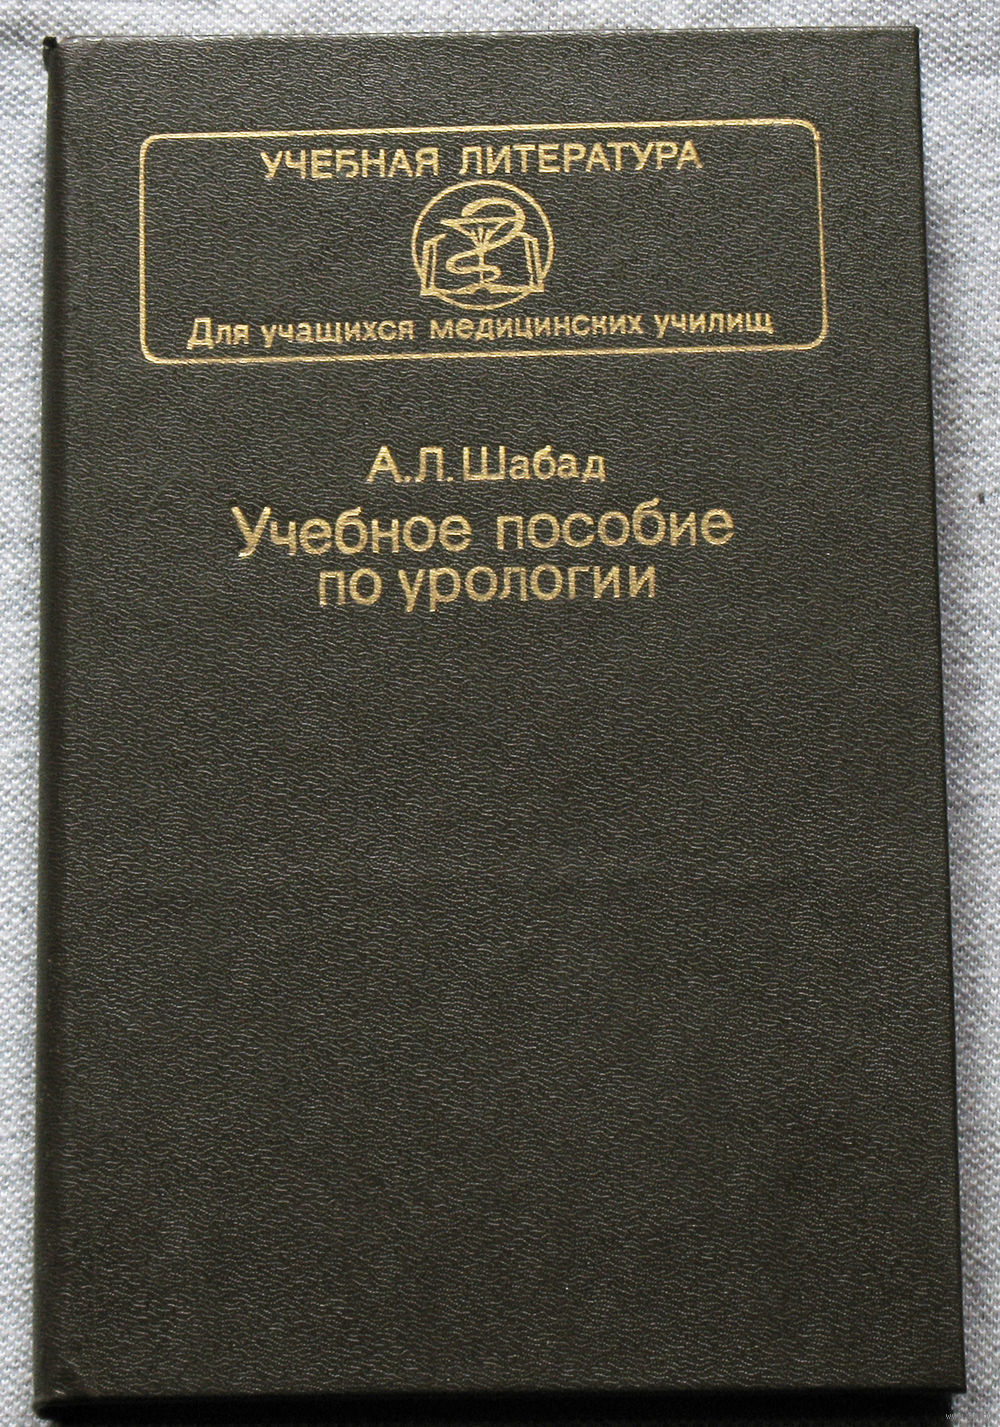 УЧЕБНАЯ ЛИТЕРАТУРА
Для учащихся медицинских училищ
А.Л.Шабад
Учебное пособие
по урологии